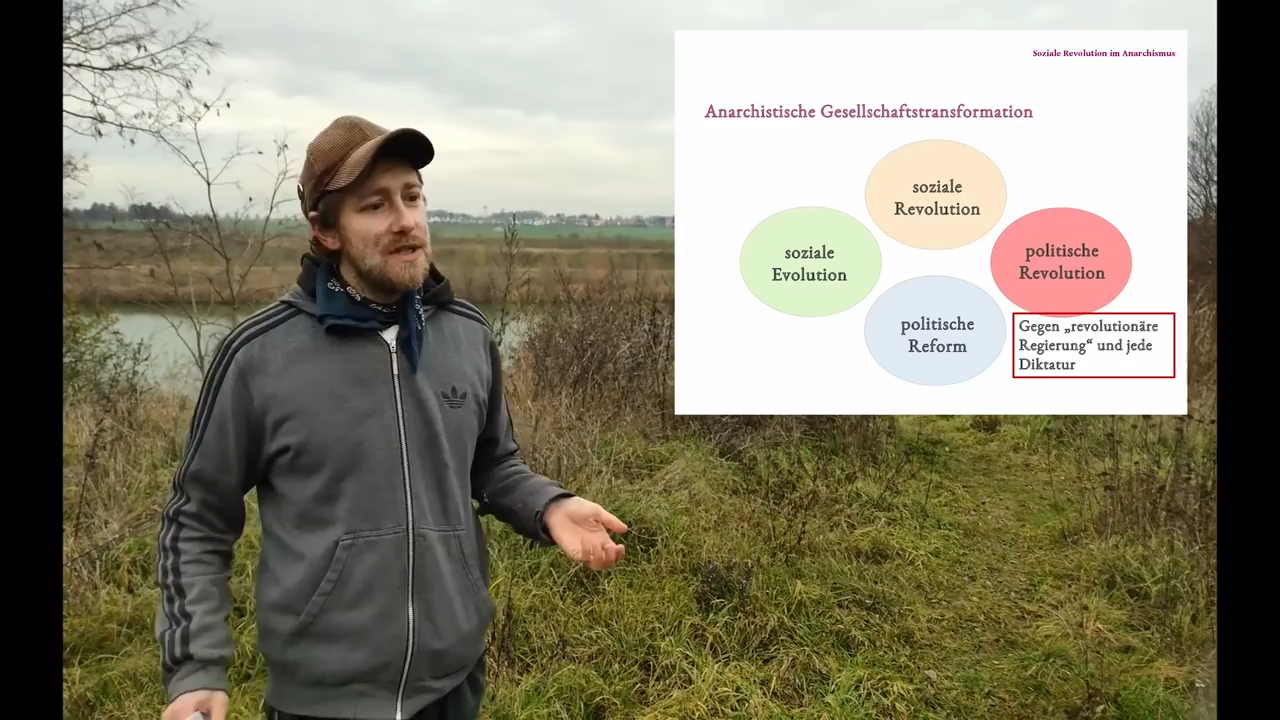 Soziale Revolution im Anarchismus
Anarchistische Gesellschaftstransformation
soziale
Revolution
soziale
Evolution
politische
Revolution
politische
Reform
Gegen „revolutionäre
Regierung“ und jede
Diktatur